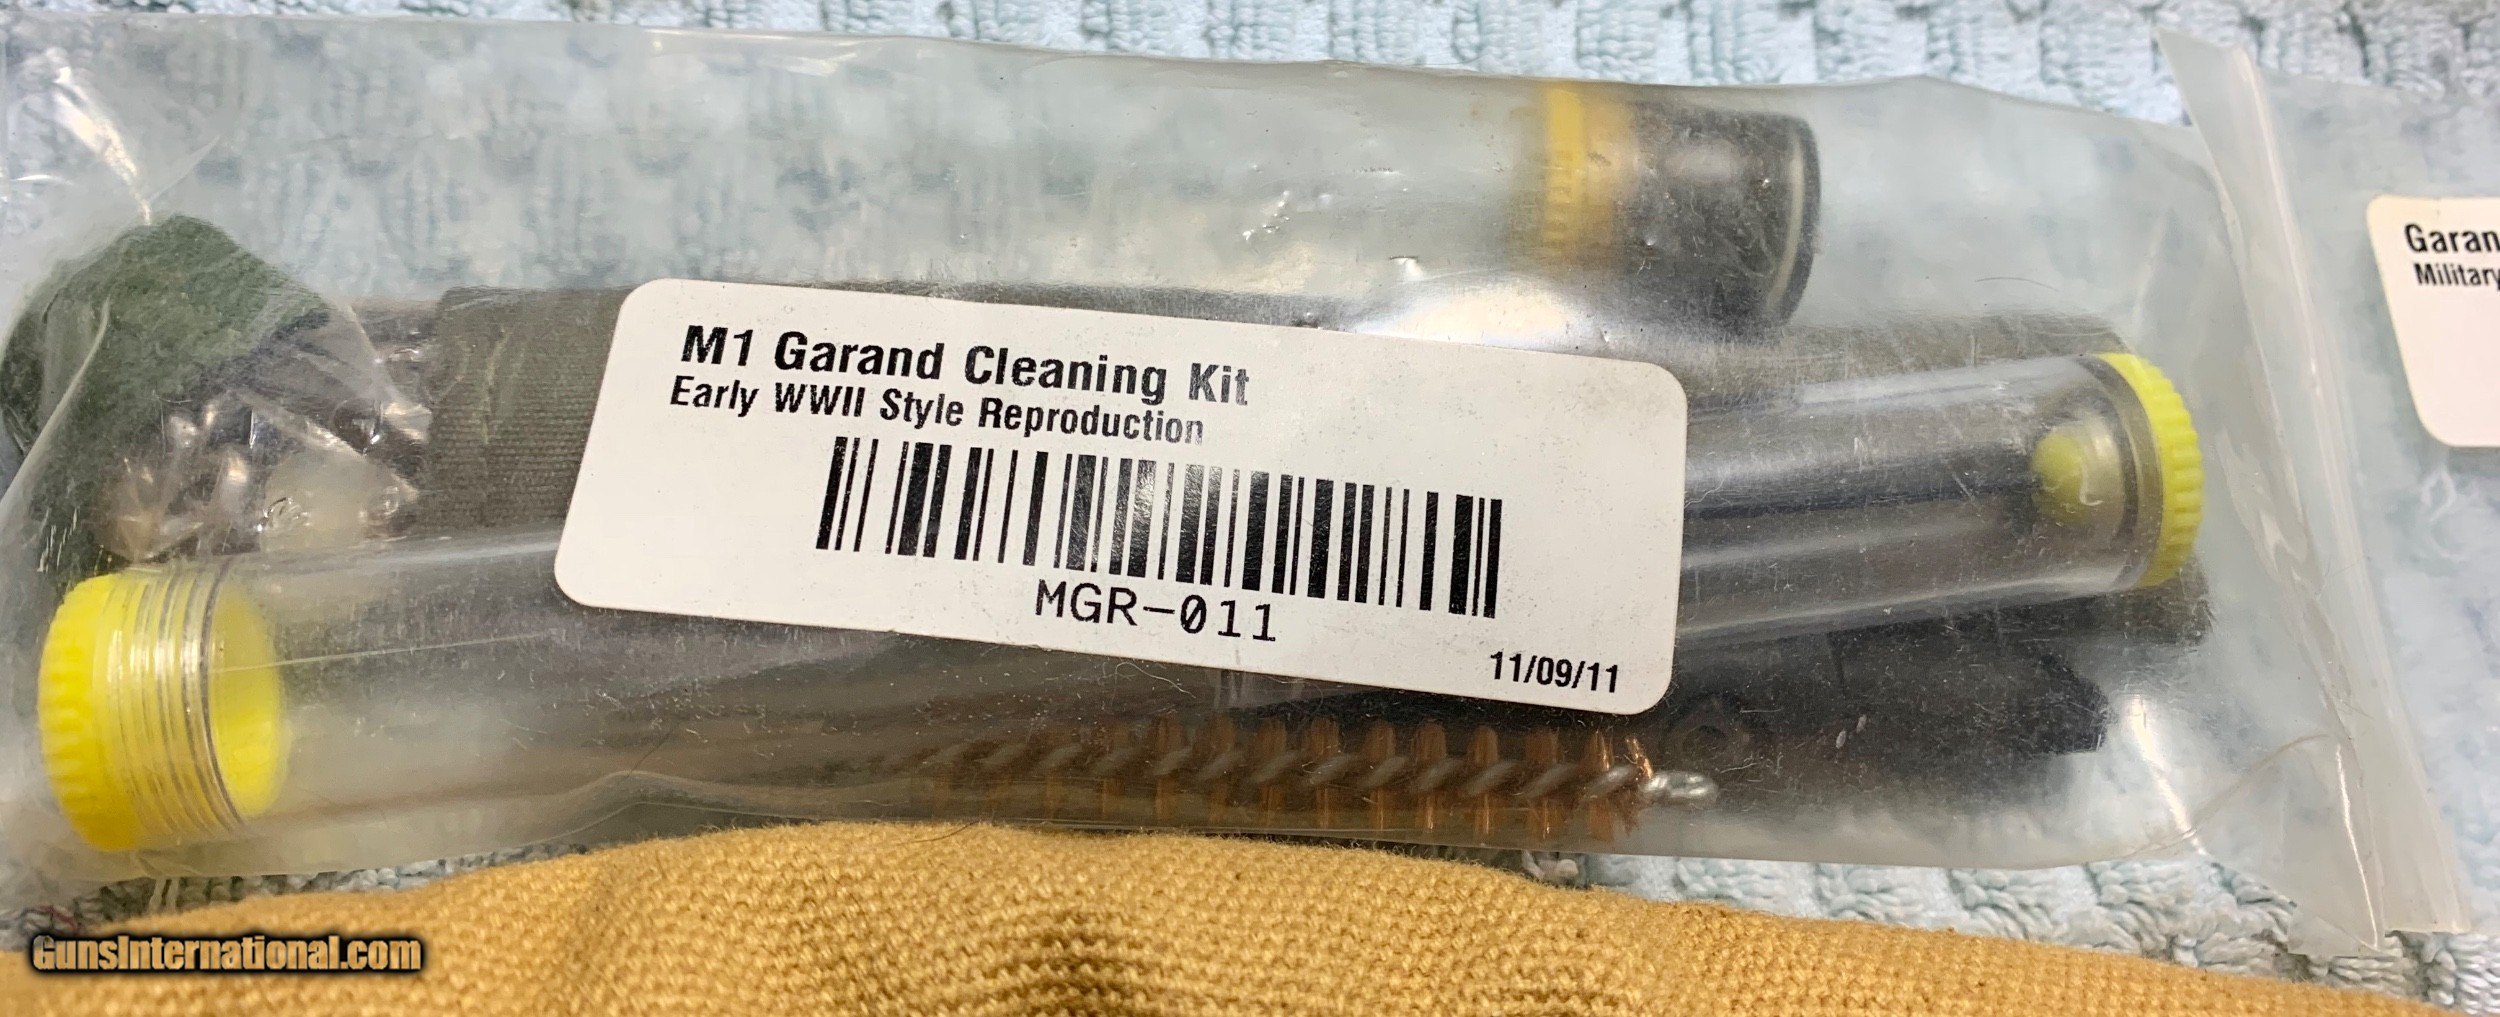 M1 Garand Cleaning Kit
Early WWII Style Reproduction
MGR-011
11/09/11
Garan
Military
GunsInternational.com